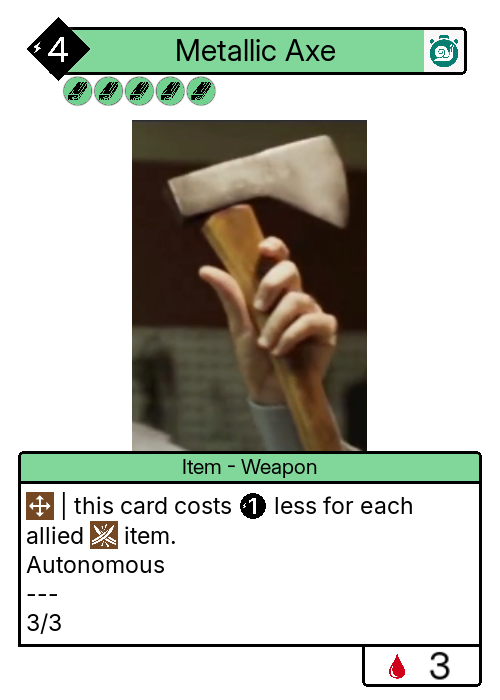 4
Metallic Axe
Item - Weapon
| this card costs 1 less for each
allied item.
Autonomous
---
3/3
3